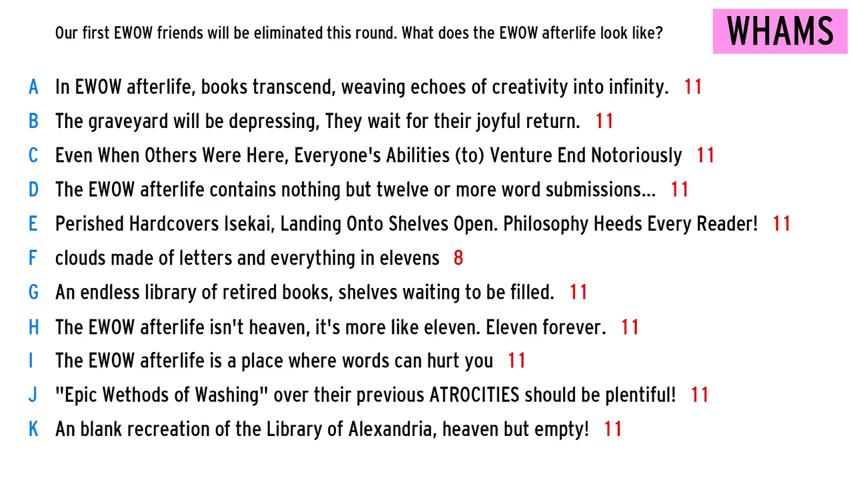 Our first EWOW friends will be eliminated this round. What does the EWOW afterlife look like?
WHAMS
A In EWOW afterlife, books transcend, weaving echoes of creativity into infinity. 11
B The graveyard will be depressing, They wait for their joyful return. 11
C Even When Others Were Here, Everyone's Abilities (to) Venture End Notoriously 11
D The EWOW afterlife contains nothing but twelve or more word submissions... 11
E Perished Hardcovers Isekai, Landing Onto Shelves Open. Philosophy Heeds Every Reader! 11
F clouds made of letters and everything in elevens 8
G An endless library of retired books, shelves waiting to be filled. 11
H The EWOW afterlife isn't heaven, it's more like eleven. Eleven forever. 11
I The EWOW afterlife is a place where words can hurt you 11
J "Epic Wethods of Washing" over their previous ATROCITIES should be plentiful! 11
K An blank recreation of the Library of Alexandria, heaven but empty! 11